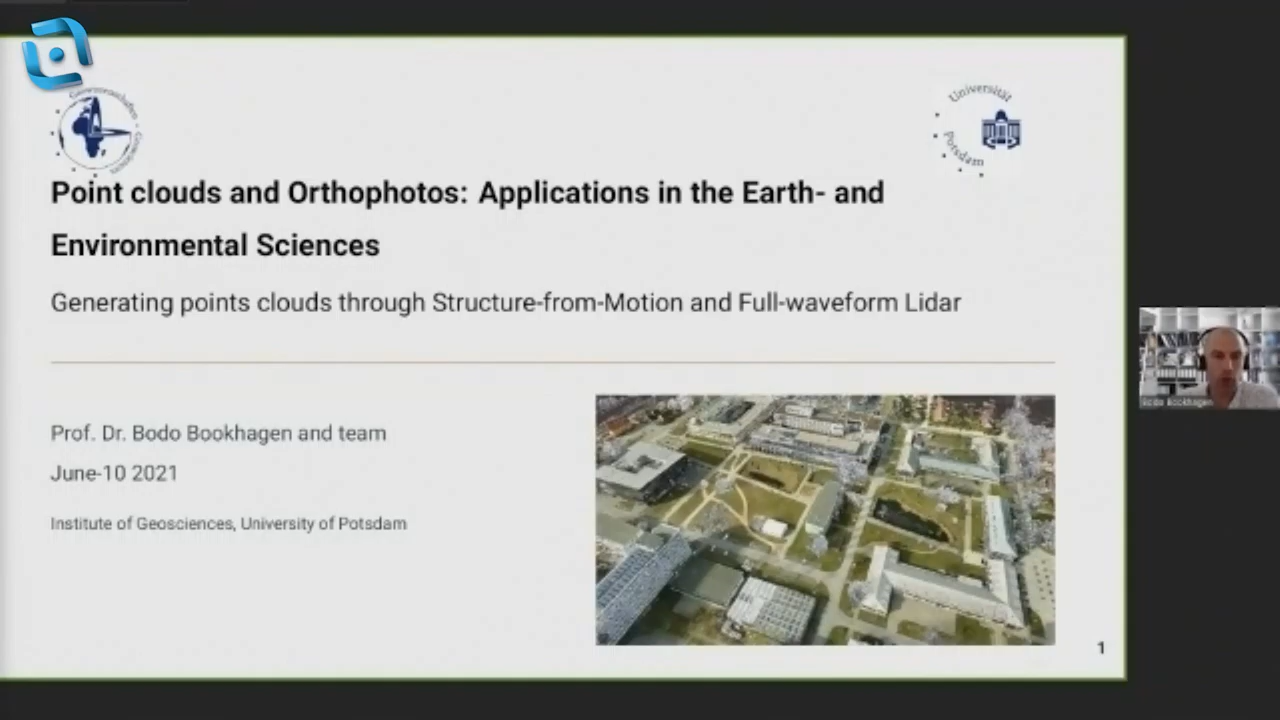 Universität
Potsdam
Point clouds and Orthophotos: Applications in the Earth- and
Environmental Sciences
Generating points clouds through Structure-from-Motion and Full-waveform Lidar
Prof. Dr. Bodo Bookhagen and team
June-10 2021
Institute of Geosciences, University of Potsdam
Bodo Bookhagen
1